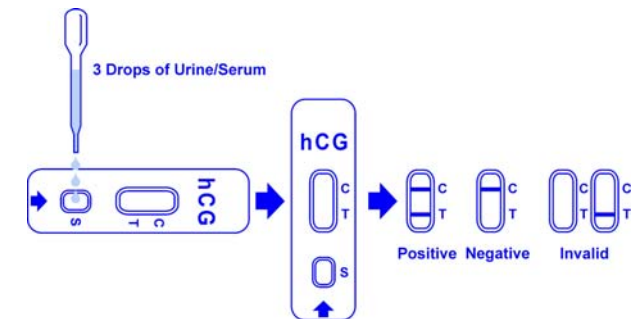 3 Drops of Urine/Serum
S
T
C
hCG
hCG
C
T
S
C
T
Positive
C
T
Negative
C
T
C
T
Invalid